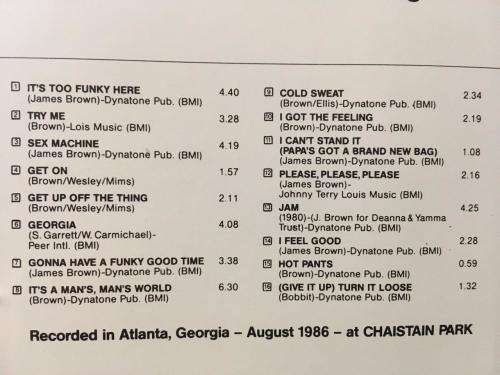 1 IT'S TOO FUNKY HERE 4.40
(James Brown)-Dynatone Pub. (BMI)
2 TRY ME 3.28
(Brown)-Lois Music (BMI)
3 SEX MACHINE 4.19
(James Brown)-Dynatone Pub. (BMI)
4 GET ON 1.57
(Brown/Wesley/Mims)
5 GET UP OFF THE THING 2.11
(Brown/Wesley/Mims)
6 GEORGIA 4.08
(S. Garrett/W. Carmichael)-
Peer Intl. (BMI)
7 GONNA HAVE A FUNKY GOOD TIME 3.38
(James Brown)-Dynatone Pub. (BMI)
8 IT'S A MAN'S, MAN'S WORLD 6.30
(Brown)-Dynatone Pub. (BMI)
9 COLD SWEAT 2.34
(Brown/Ellis)-Dynatone Pub. (BMI)
10 I GOT THE FEELING 2.19
(Brown)-Dynatone Pub. (BMI)
11 I CAN'T STAND IT
(PAPA'S GOT A BRAND NEW BAG) 1.08
(James Brown)-Dynatone Pub. (BMI)
12 PLEASE, PLEASE, PLEASE 2.16
(James Brown)-
Johnny Terry Louis Music (BMI)
13 JAM 4.25
(1980)-(J. Brown for Deanna & Yamma
Trust)-Dynatone Pub. (BMI)
14 I FEEL GOOD 2.28
(James Brown)-Dynatone Pub. (BMI)
15 HOT PANTS 0.59
(Brown)-Dynatone Pub. (BMI)
16 (GIVE IT UP) TURN IT LOOSE 1.32
(Bobbit)-Dynatone Pub. (BMI)
Recorded in Atlanta, Georgia – August 1986 – at CHAISTAIN PARK